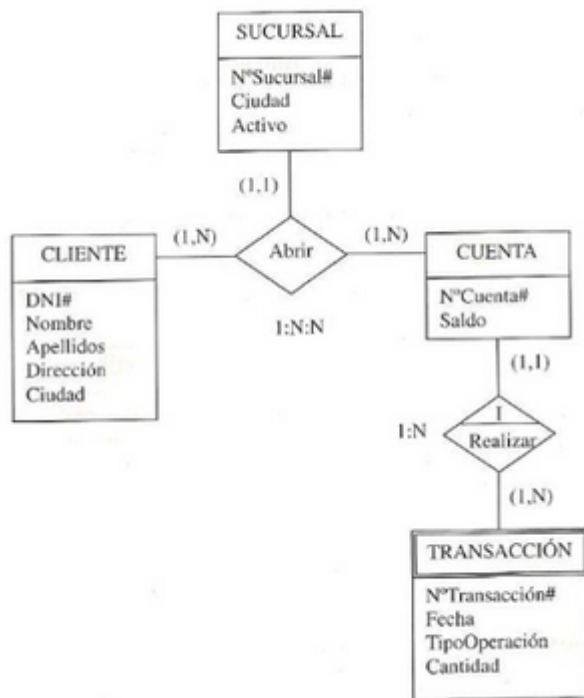 SUCURSAL
NºSucursal#
Ciudad
Activo
(1,1)
(1,N)
Abrir
(1,N)
CLIENTE
DNI#
Nombre
Apellidos
Dirección
Ciudad
1:N:N
CUENTA
NºCuenta#
Saldo
(1,1)
I
1:N
Realizar
(1,N)
TRANSACCIÓN
NºTransacción#
Fecha
TipoOperación
Cantidad